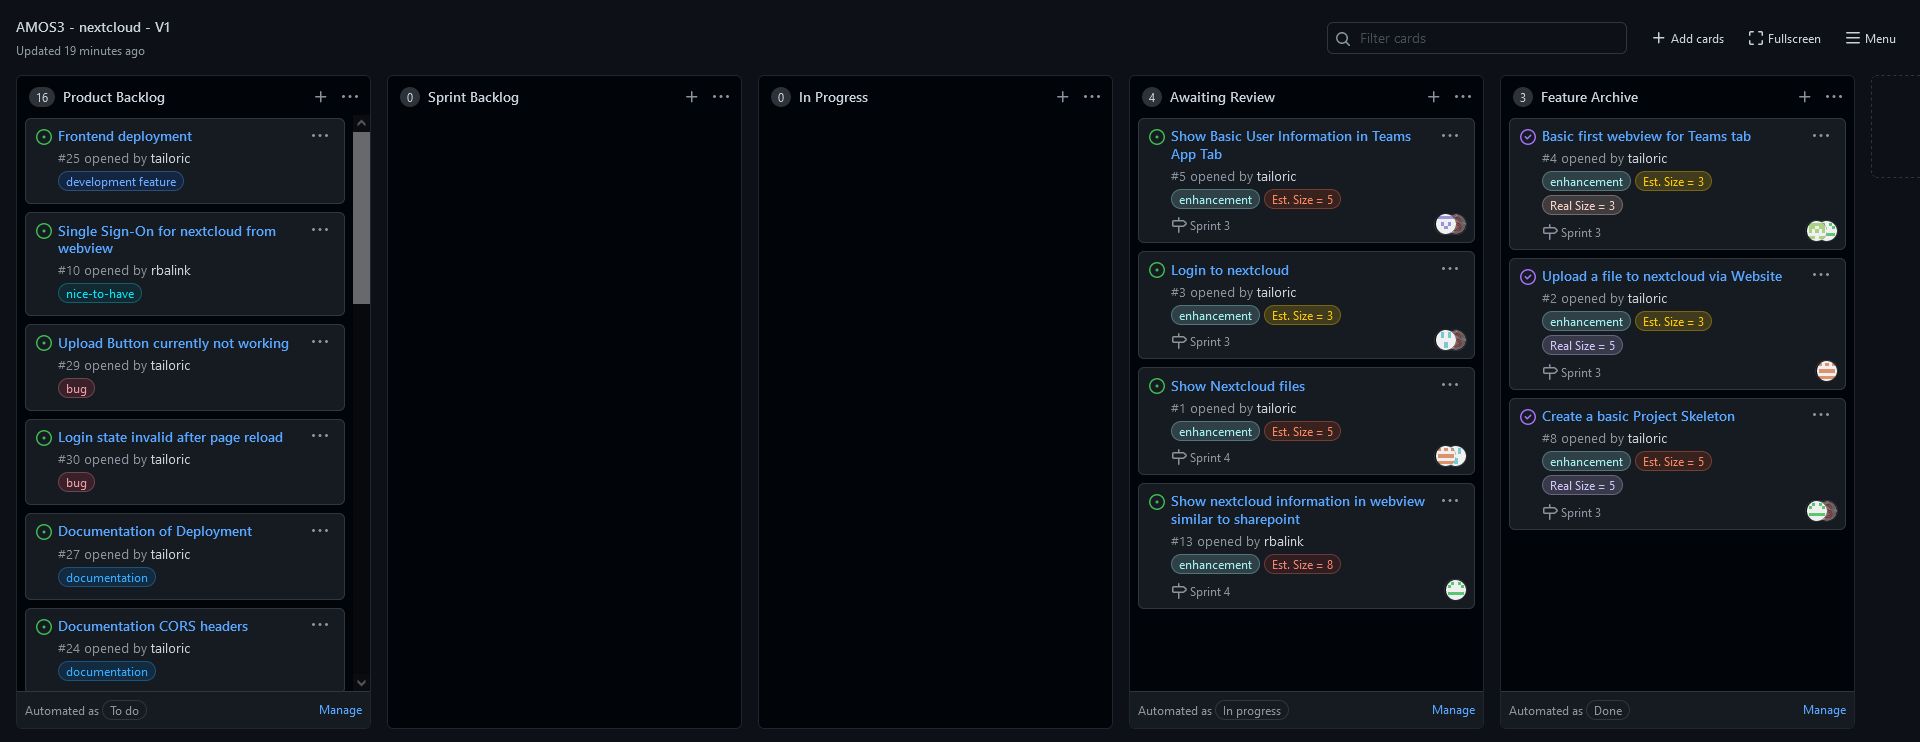 AMOS3 - nextcloud - V1
Updated 19 minutes ago
Filter cards
Add cards
Fullscreen
Menu
16 Product Backlog
Frontend deployment
#25 opened by tailoric
development feature
Single Sign-On for nextcloud from
webview
#10 opened by rbalink
nice-to-have
Upload Button currently not working
#29 opened by tailoric
bug
Login state invalid after page reload
#30 opened by tailoric
bug
Documentation of Deployment
#27 opened by tailoric
documentation
Documentation CORS headers
#24 opened by tailoric
documentation
Automated as To do
Manage
0 Sprint Backlog
0 In Progress
4 Awaiting Review
Show Basic User Information in Teams
App Tab
#5 opened by tailoric
enhancement Est. Size = 5
Sprint 3
Login to nextcloud
#3 opened by tailoric
enhancement Est. Size = 3
Sprint 3
Show Nextcloud files
#1 opened by tailoric
enhancement Est. Size = 5
Sprint 4
Show nextcloud information in webview
similar to sharepoint
#13 opened by rbalink
enhancement Est. Size = 8
Sprint 4
Automated as In progress
Manage
3 Feature Archive
Basic first webview for Teams tab
#4 opened by tailoric
enhancement Est. Size = 3
Real Size = 3
Sprint 3
Upload a file to nextcloud via Website
#2 opened by tailoric
enhancement Est. Size = 3
Real Size = 5
Sprint 3
Create a basic Project Skeleton
#8 opened by tailoric
enhancement Est. Size = 5
Real Size = 5
Sprint 3
Automated as Done
Manage